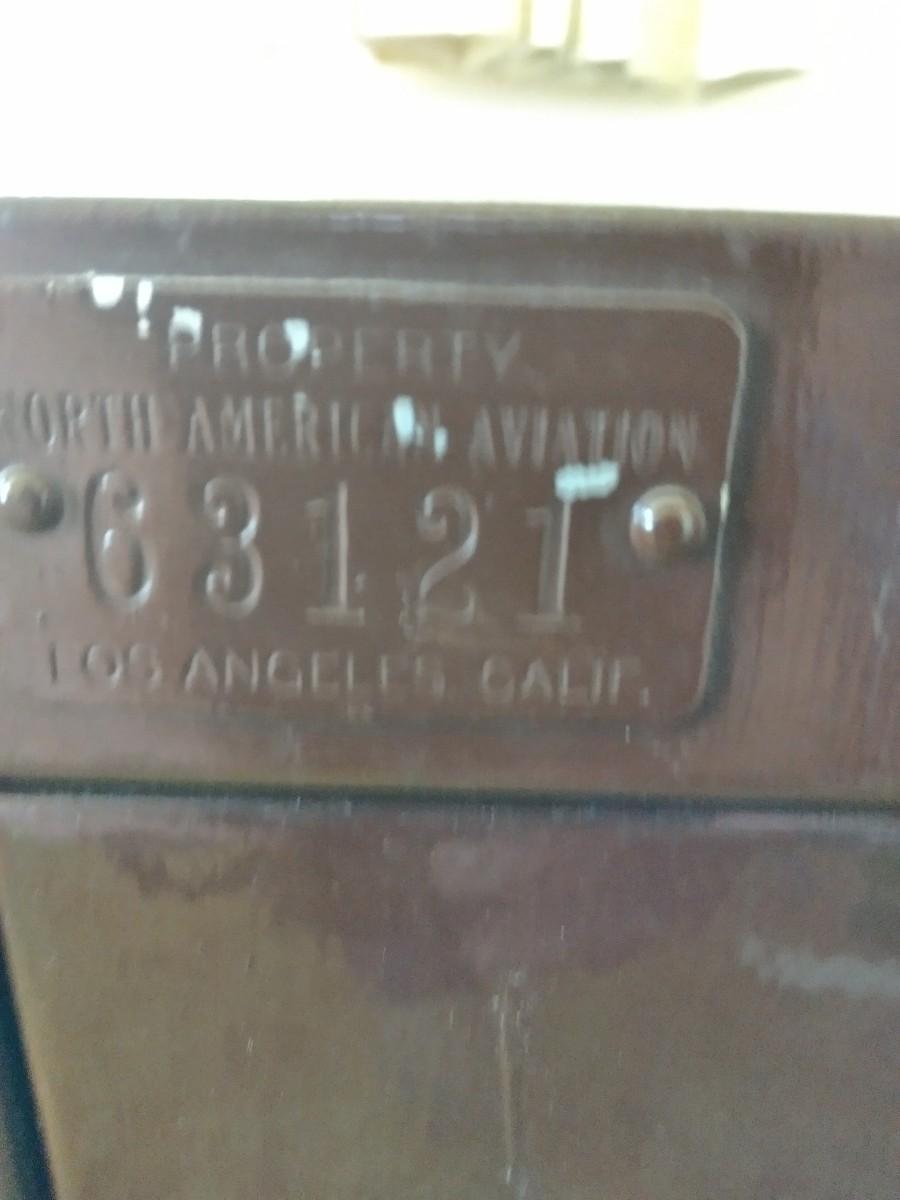 PROPERTY
NORTH AMERICAN AVIATION
63121
LOS ANGELES CALIF.